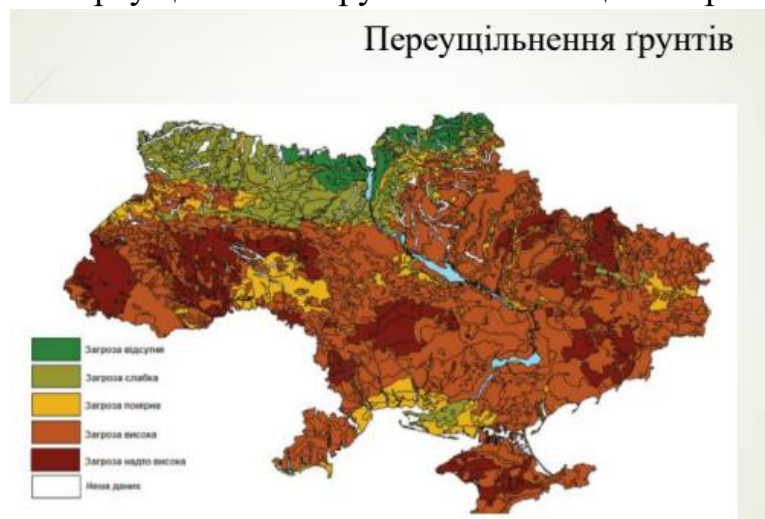 Переущільнення ґрунтів
Загроза відсутня
Загроза слабка
Загроза помірна
Загроза висока
Загроза надто висока
Нема даних